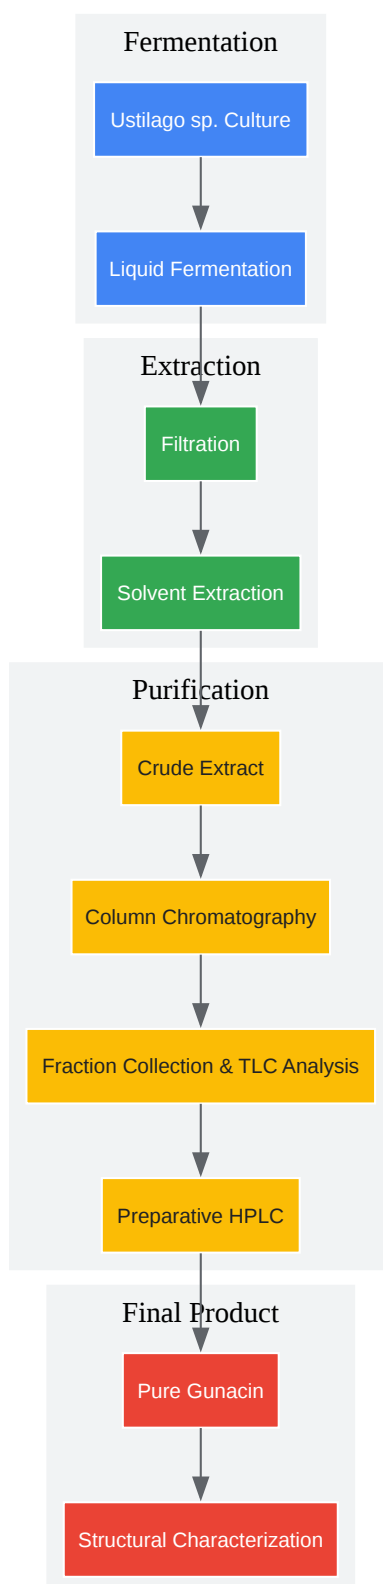 Fermentation
Ustilago sp. Culture
Liquid Fermentation
Extraction
Filtration
Solvent Extraction
Purification
Crude Extract
Column Chromatography
Fraction Collection & TLC Analysis
Preparative HPLC
Final Product
Pure Gunacin
Structural Characterization